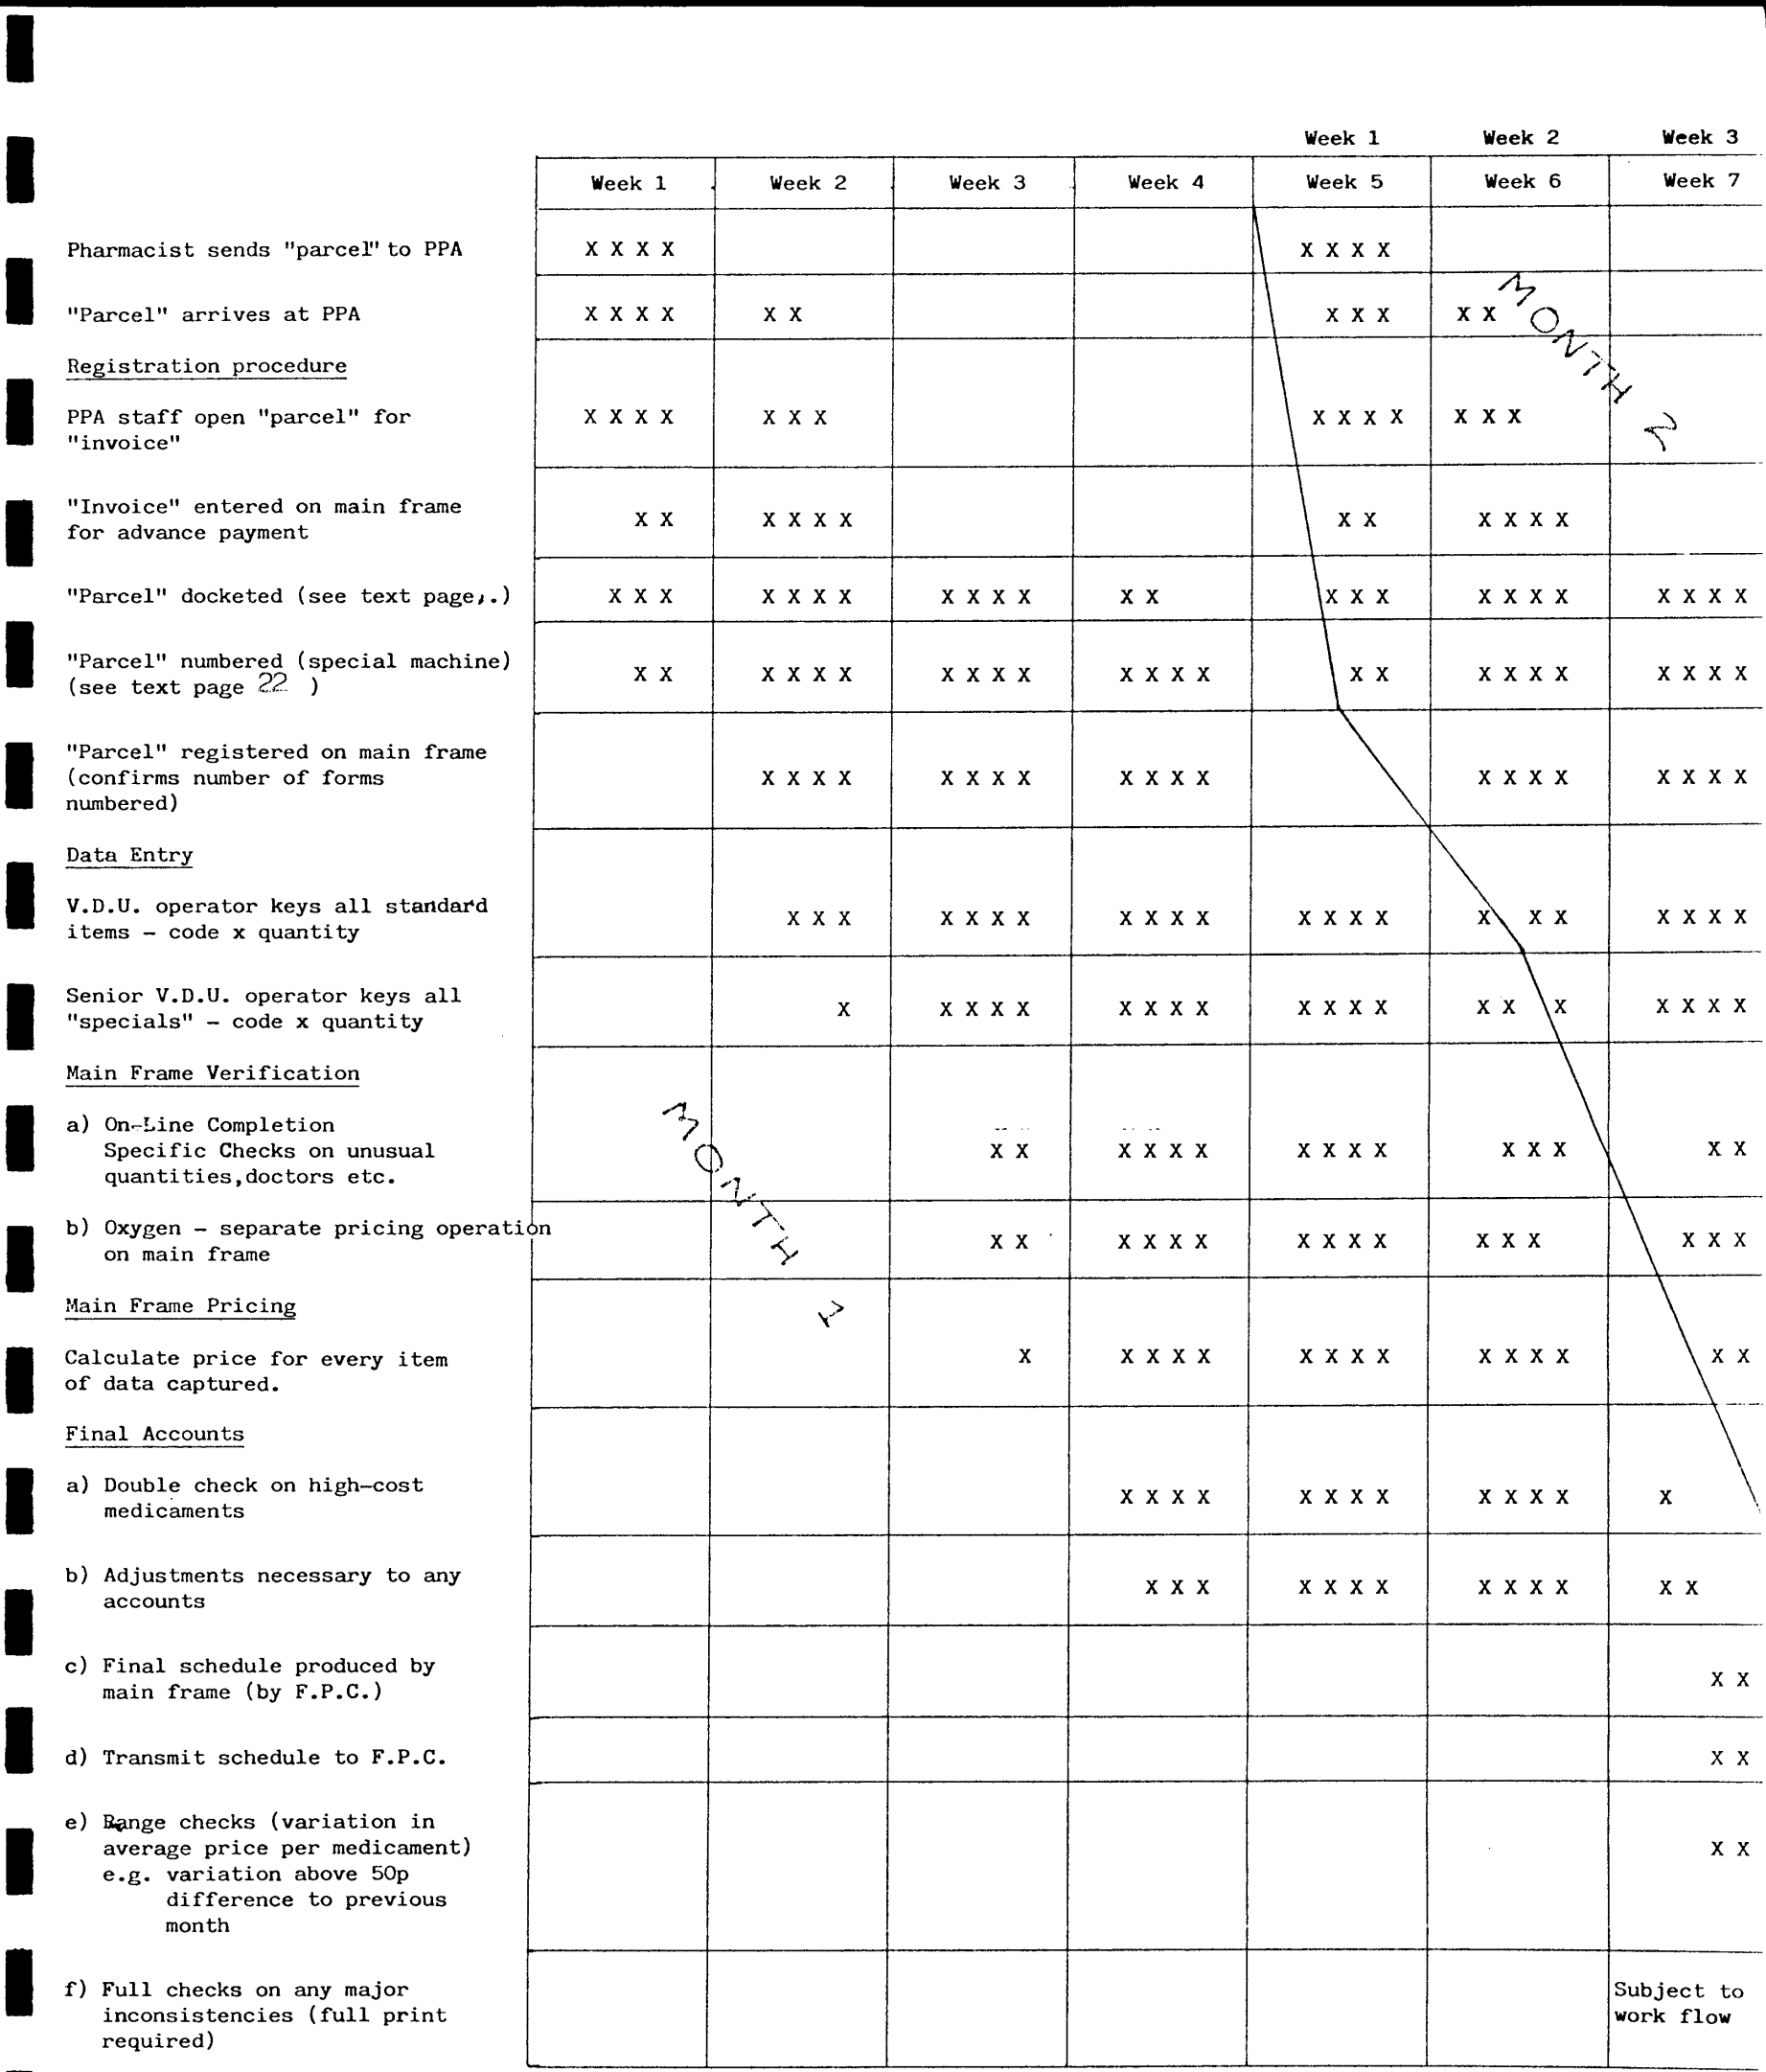 Week 1 Week 2 Week 3
Week 1 Week 2 Week 3 Week 4 Week 5 Week 6 Week 7
Pharmacist sends "parcel" to PPA X X X X X X X X
"Parcel" arrives at PPA X X X X X X X X X X X
MONTH 2
Registration procedure
PPA staff open "parcel" for X X X X X X X X X X X X X X
"invoice"
"Invoice" entered on main frame
for advance payment X X X X X X X X X X X X
"Parcel" docketed (see text page,.) X X X X X X X X X X X X X X X X X X X X X X X X
"Parcel" numbered (special machine)
(see text page 22 ) X X X X X X X X X X X X X X X X X X X X X X X X
"Parcel" registered on main frame
(confirms number of forms X X X X X X X X X X X X X X X X X X X X
numbered)
Data Entry
V.D.U. operator keys all standard
items - code x quantity X X X X X X X X X X X X X X X X X X X X X X
Senior V.D.U. operator keys all
"specials" - code x quantity X X X X X X X X X X X X X X X X X X X X
Main Frame Verification
MONTH 1
a) On-Line Completion
Specific Checks on unusual X X X X X X X X X X X X X X X
quantities,doctors etc.
b) Oxygen - separate pricing operation X X X X X X X X X X X X X X X X
on main frame
Main Frame Pricing
Calculate price for every item X X X X X X X X X X X X X X X
of data captured.
Final Accounts
a) Double check on high-cost
medicaments X X X X X X X X X X X X X
b) Adjustments necessary to any
accounts X X X X X X X X X X X X X
c) Final schedule produced by
main frame (by F.P.C.) X X
d) Transmit schedule to F.P.C. X X
e) Range checks (variation in
average price per medicament) X X
e.g. variation above 50p
difference to previous
month
f) Full checks on any major Subject to
inconsistencies (full print work flow
required)